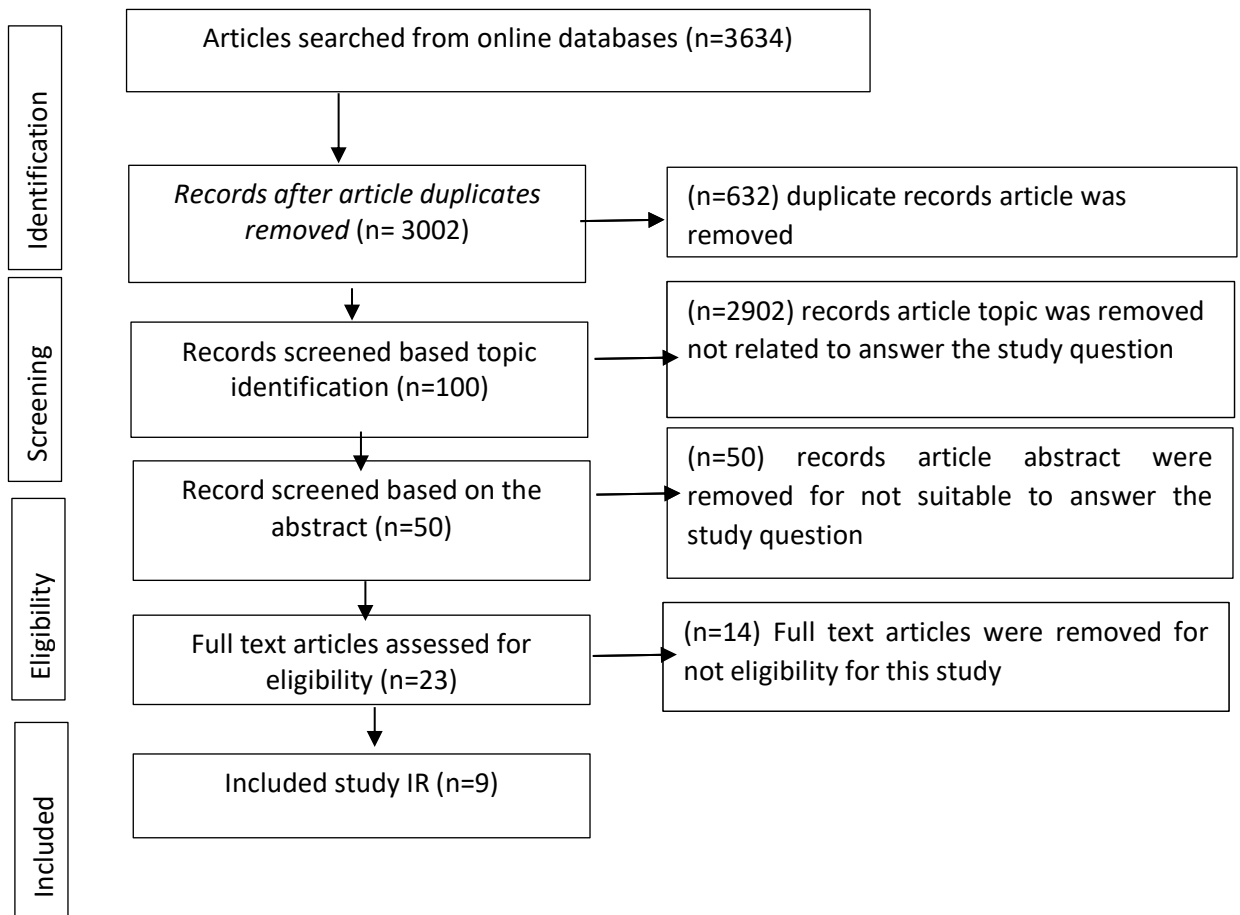 Identification
Articles searched from online databases (n=3634)
Records after article duplicates
removed (n= 3002)
(n=632) duplicate records article was
removed
Screening
Records screened based topic
identification (n=100)
(n=2902) records article topic was removed
not related to answer the study question
Record screened based on the
abstract (n=50)
(n=50) records article abstract were
removed for not suitable to answer the
study question
Eligibility
Full text articles assessed for
eligibility (n=23)
(n=14) Full text articles were removed for
not eligibility for this study
Included
Included study IR (n=9)